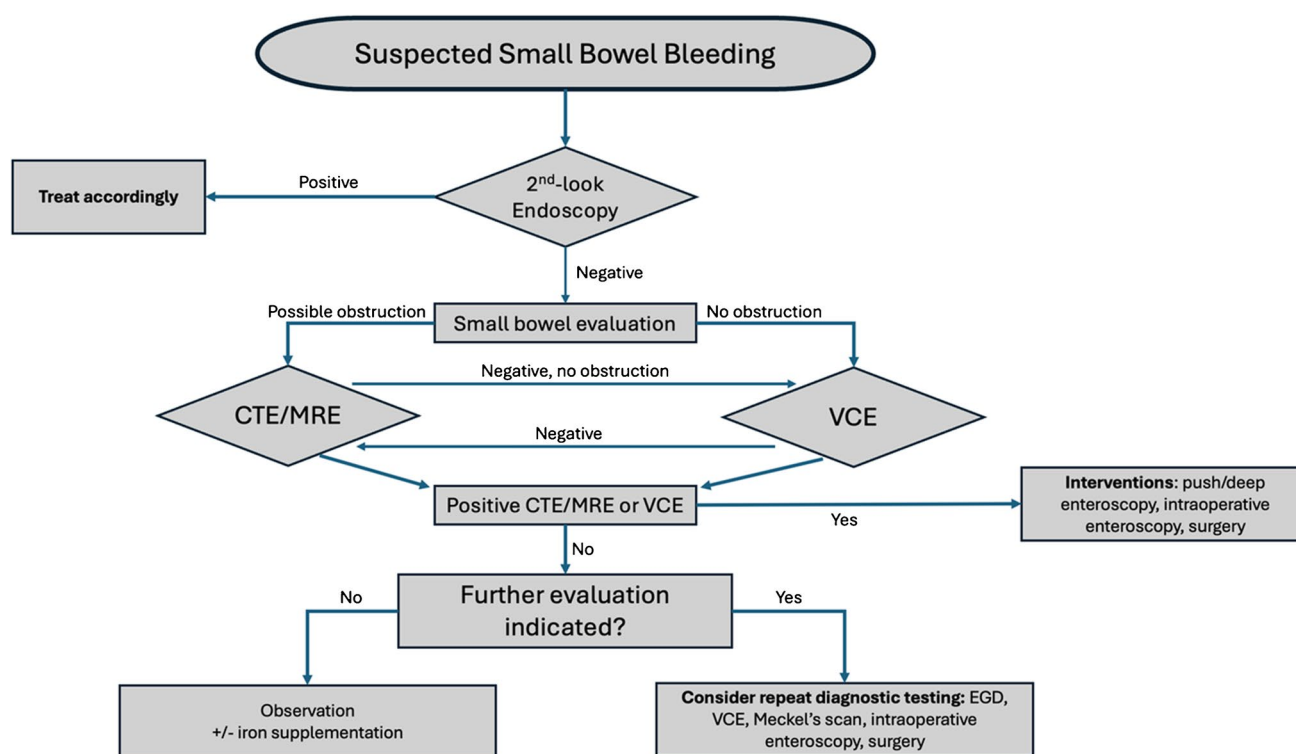 Suspected Small Bowel Bleeding
Treat accordingly
Positive
2nd-look
Endoscopy
Negative
Possible obstruction
Small bowel evaluation
No obstruction
CTE/MRE
Negative, no obstruction
VCE
Negative
Positive CTE/MRE or VCE
Yes
Interventions: push/deep
enteroscopy, intraoperative
enteroscopy, surgery
No
No
Further evaluation
indicated?
Yes
Observation
+/- iron supplementation
Consider repeat diagnostic testing: EGD,
VCE, Meckel's scan, intraoperative
enteroscopy, surgery